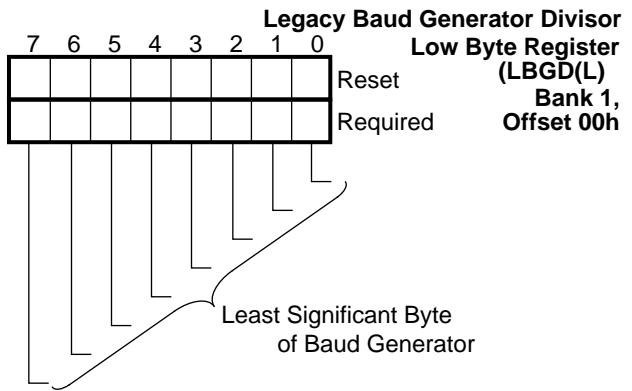 Legacy Baud Generator Divisor
Low Byte Register
(LBGD(L)
Bank 1,
Offset 00h
7 6 5 4 3 2 1 0
Reset
Required
Least Significant Byte
of Baud Generator